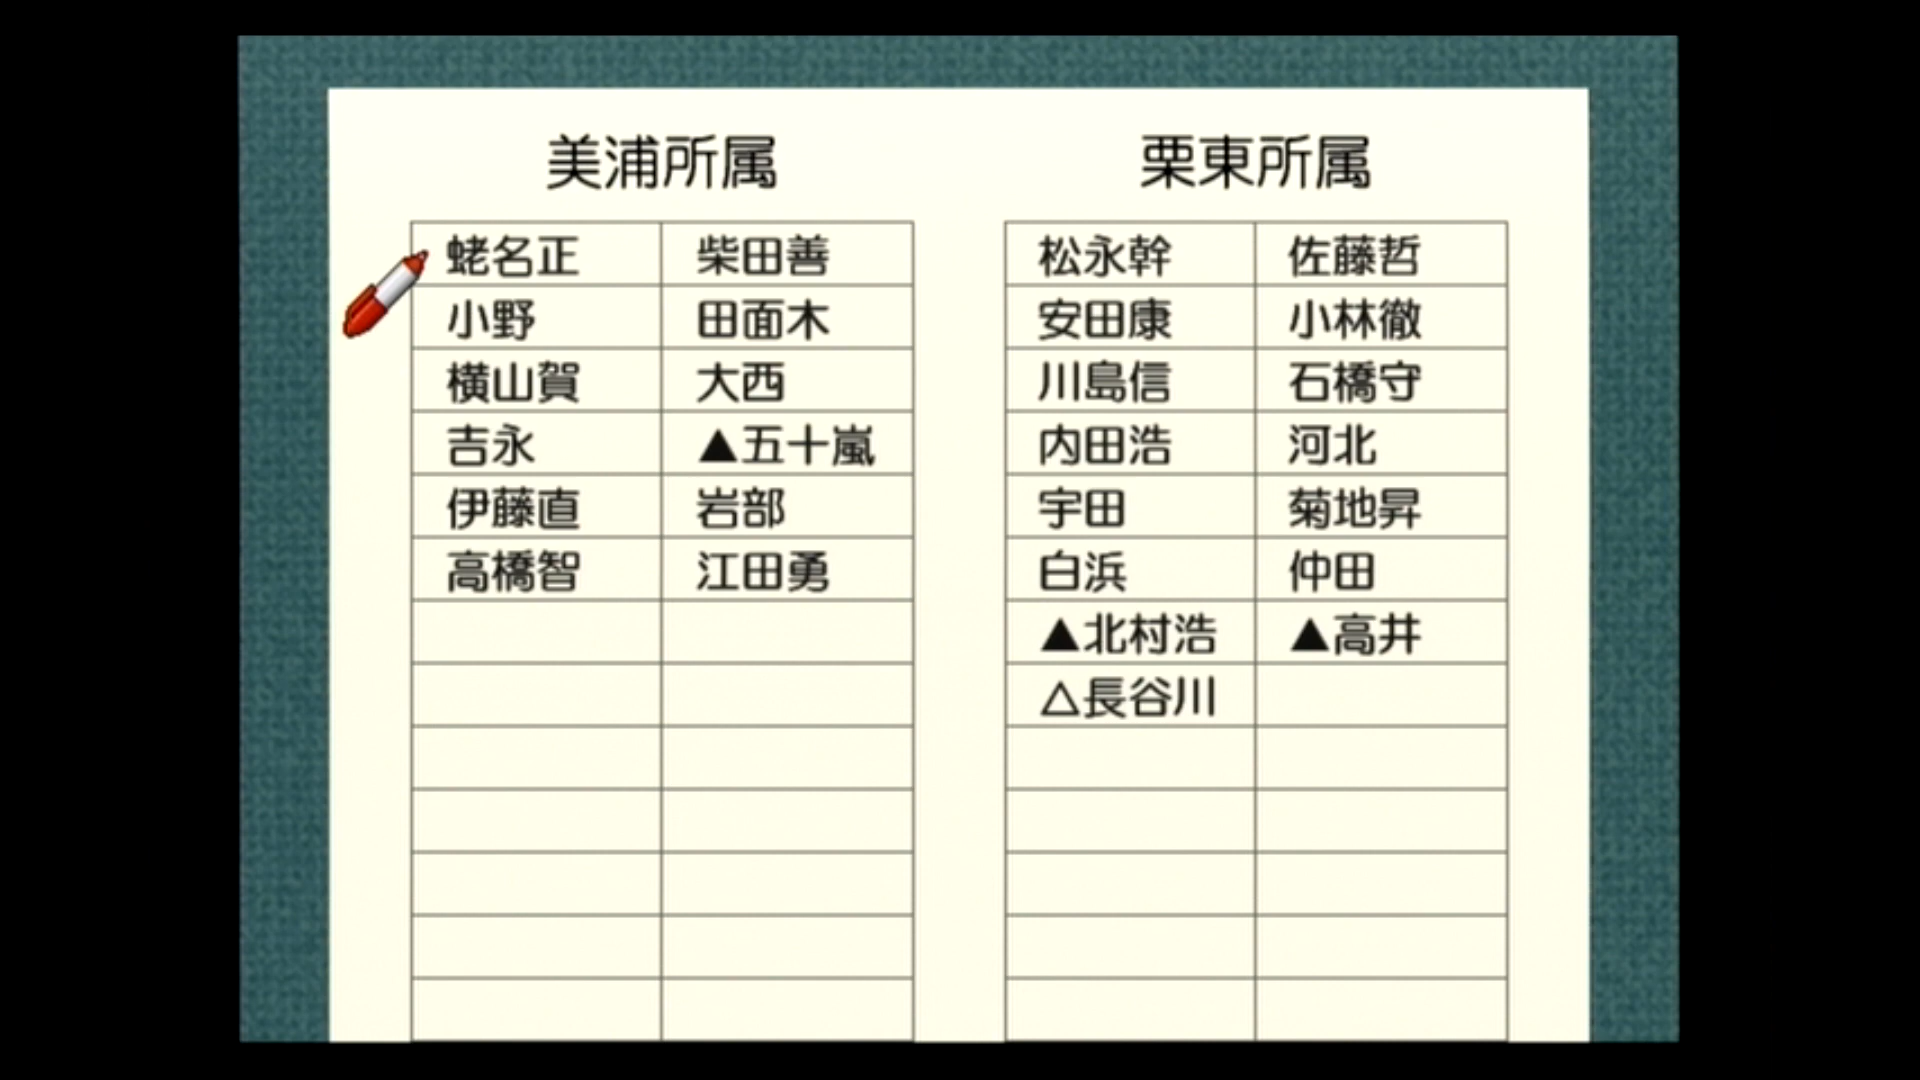 美浦所属
蛯名正 柴田善
小野 田面木
横山賀 大西
吉永 ▲五十嵐
伊藤直 岩部
高橋智 江田勇
栗東所属
松永幹 佐藤哲
安田康 小林徹
川島信 石橋守
内田浩 河北
宇田 菊地昇
白浜 仲田
▲北村浩 ▲高井
△長谷川